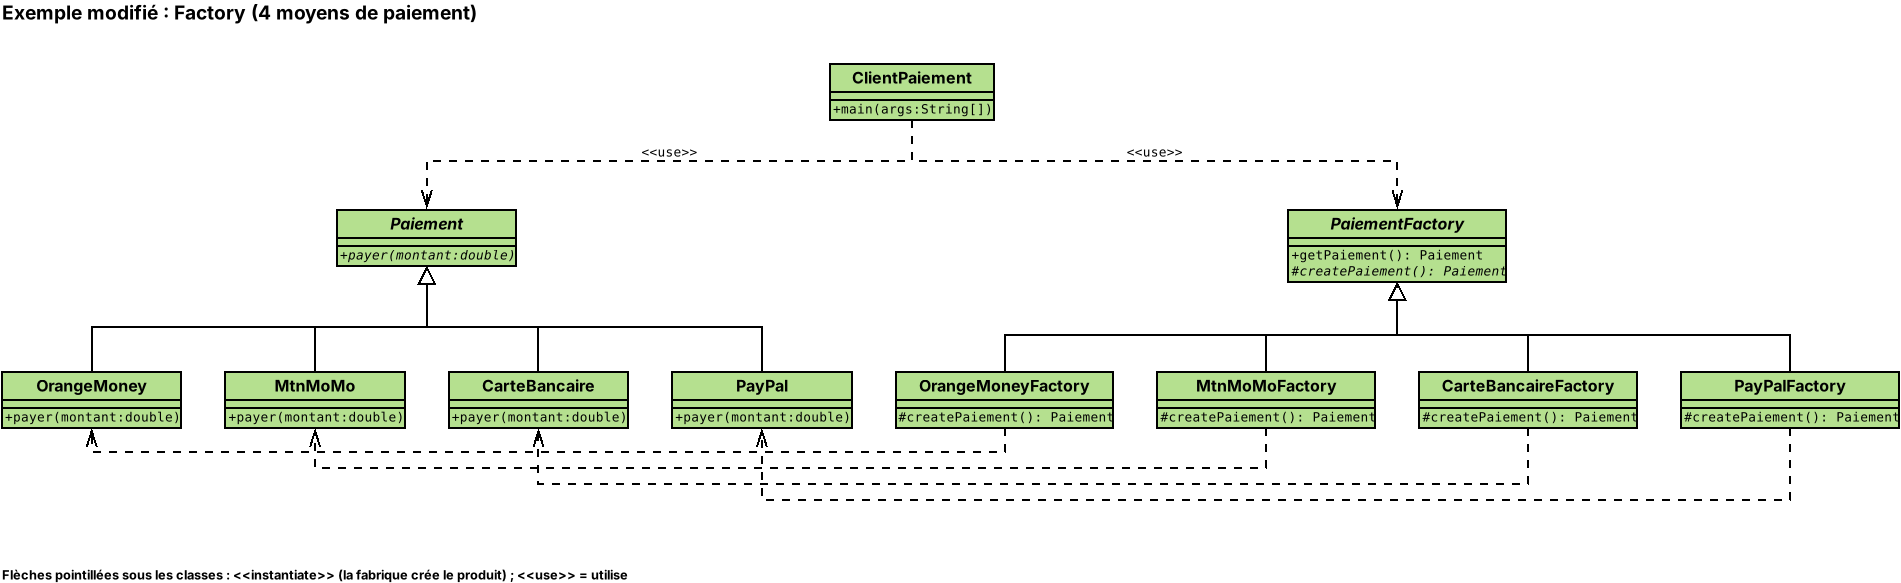 Exemple modifié : Factory (4 moyens de paiement)
ClientPaiement
+main(args:String[])
<<use>>
<<use>>
Paiement
+payer(montant:double)
PaiementFactory
+getPaiement(): Paiement
#createPaiement(): Paiement
OrangeMoney
+payer(montant:double)
MtnMoMo
+payer(montant:double)
CarteBancaire
+payer(montant:double)
PayPal
+payer(montant:double)
OrangeMoneyFactory
#createPaiement(): Paiement
MtnMoMoFactory
#createPaiement(): Paiement
CarteBancaireFactory
#createPaiement(): Paiement
PayPalFactory
#createPaiement(): Paiement
Flèches pointillées sous les classes : <<instantiate>> (la fabrique crée le produit) ; <<use>> = utilise